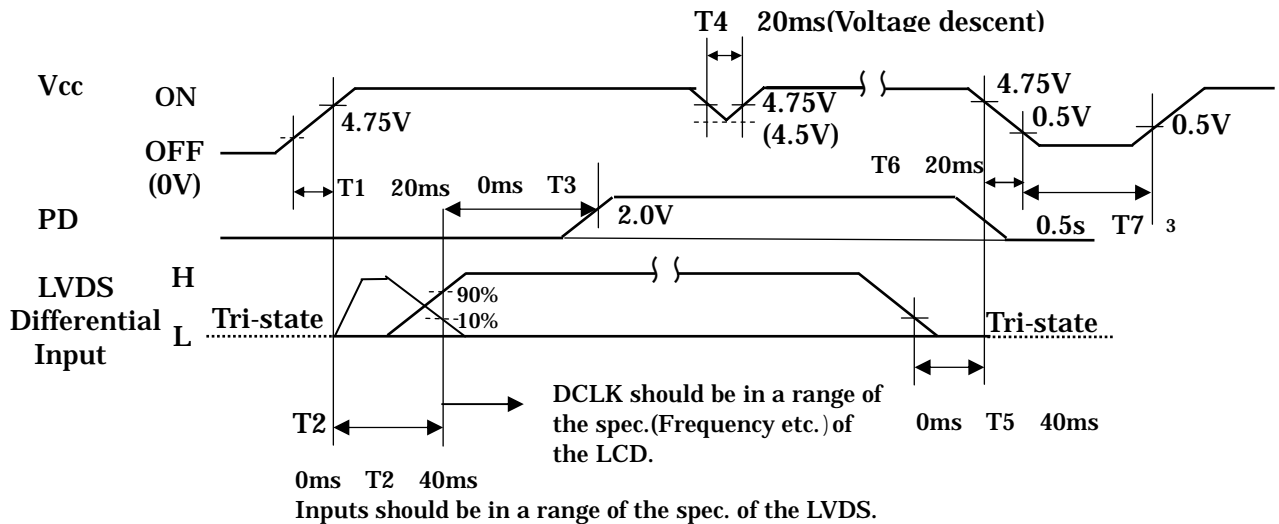 T4 20ms(Voltage descent)
Vcc
ON
4.75V
OFF
(0V)
4.75V
(4.5V)
4.75V
0.5V
0.5V
T1 20ms
0ms T3
T6 20ms
PD
2.0V
0.5s T7 3
LVDS
Differential
Input
H
L
Tri-state
90%
10%
Tri-state
T2
DCLK should be in a range of
the spec.(Frequency etc.) of
the LCD.
0ms T5 40ms
0ms T2 40ms
Inputs should be in a range of the spec. of the LVDS.